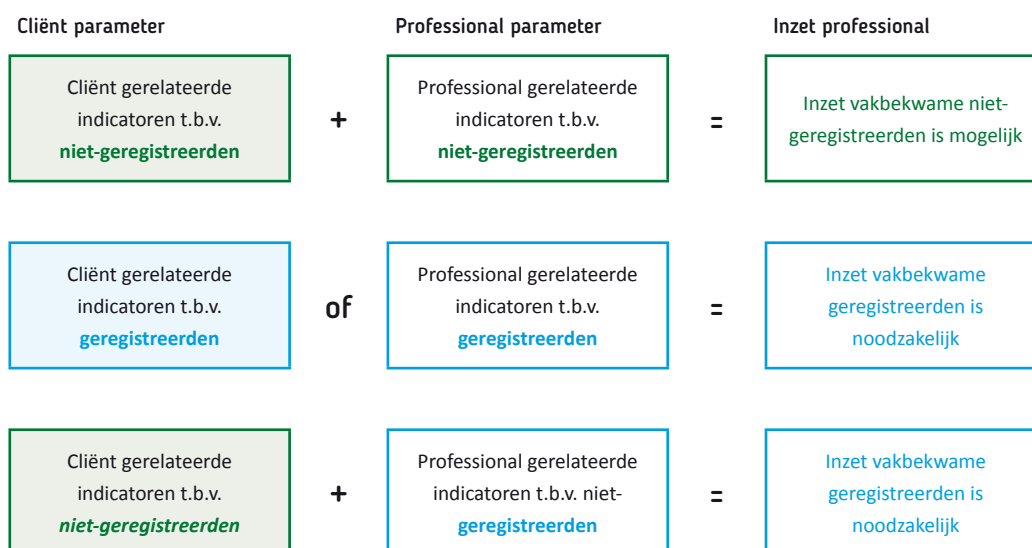 Cliënt parameter
Professional parameter
Inzet professional
Cliënt gerelateerde
indicatoren t.b.v.
niet-geregistreerden
+
Professional gerelateerde
indicatoren t.b.v.
niet-geregistreerden
=
Inzet vakbekwame niet-
geregistreerden is mogelijk
Cliënt gerelateerde
indicatoren t.b.v.
geregistreerden
of
Professional gerelateerde
indicatoren t.b.v.
geregistreerden
=
Inzet vakbekwame
geregistreerden is
noodzakelijk
Cliënt gerelateerde
indicatoren t.b.v.
niet-geregistreerden
+
Professional gerelateerde
indicatoren t.b.v. niet-
geregistreerden
=
Inzet vakbekwame
geregistreerden is
noodzakelijk